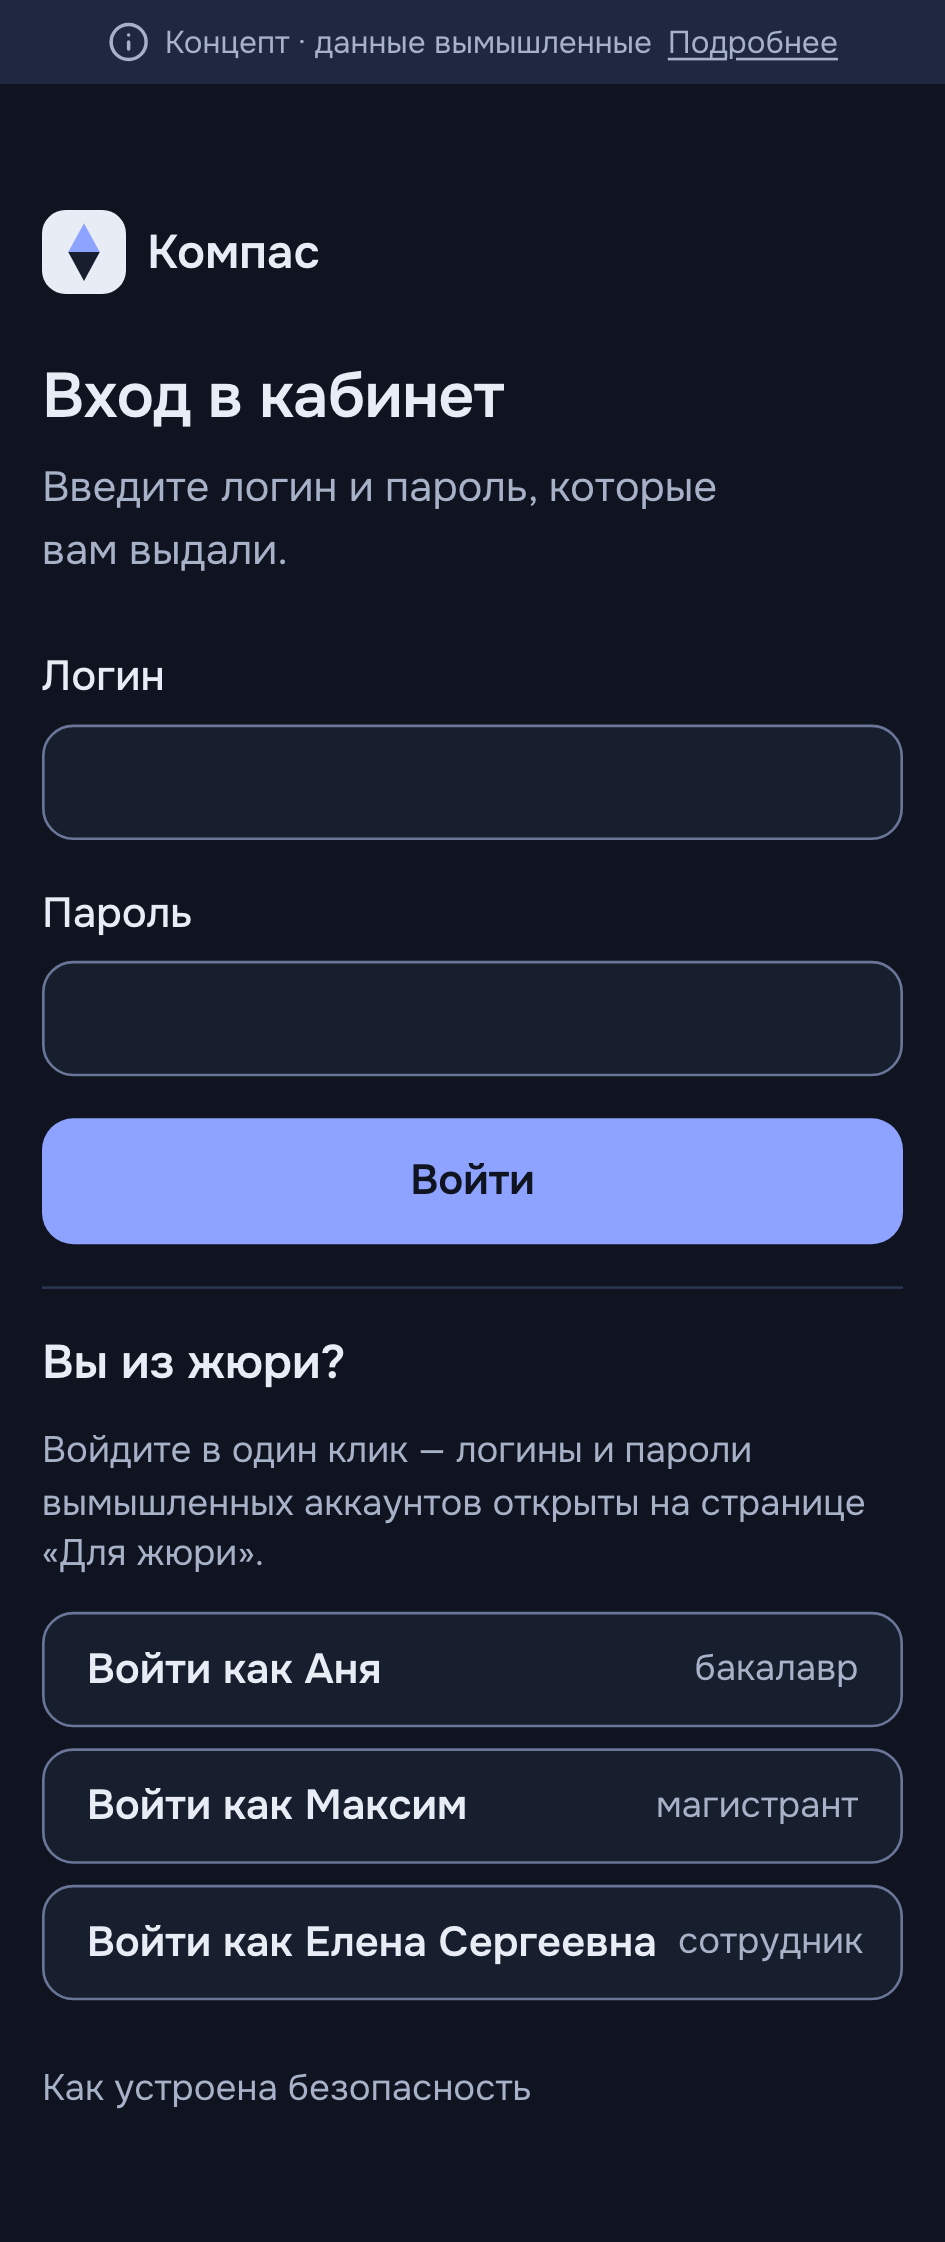 Концепт · данные вымышленные Подробнее
Компас
Вход в кабинет
Введите логин и пароль, которые
вам выдали.
Логин
Пароль
Войти
Вы из жюри?
Войдите в один клик — логины и пароли
вымышленных аккаунтов открыты на странице
«Для жюри».
Войти как Аня бакалавр
Войти как Максим магистрант
Войти как Елена Сергеевна сотрудник
Как устроена безопасность